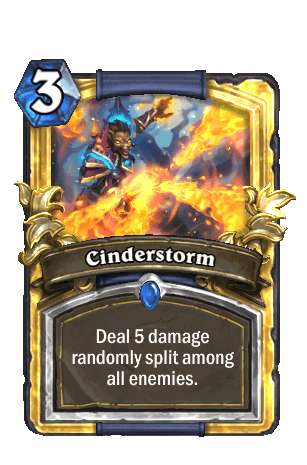 3
Cinderstorm
Deal 5 damage
randomly split among
all enemies.